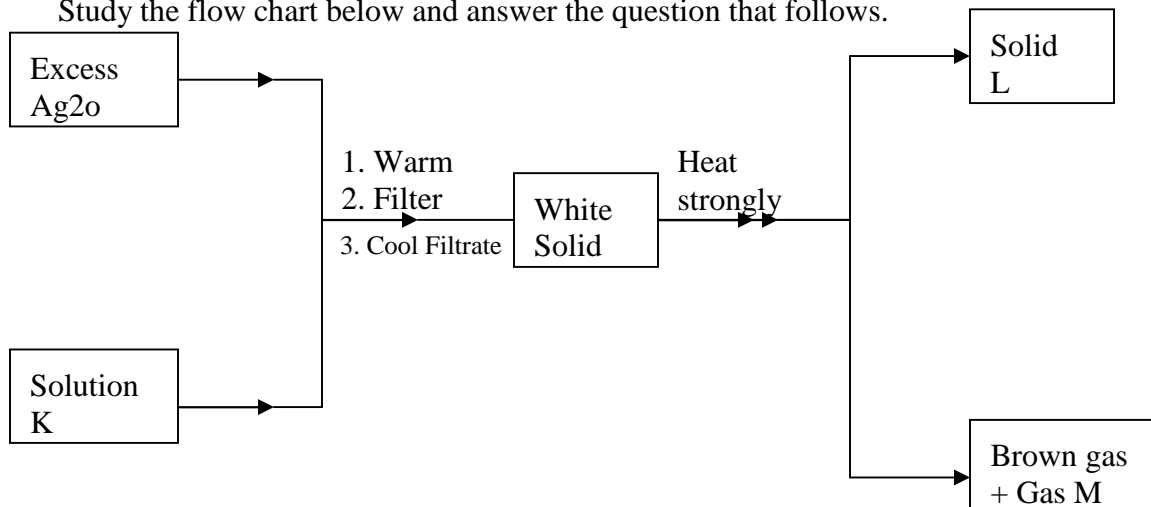 Study the flow chart below and answer the question that follows.
Excess
Ag2o
Solid
L
1. Warm
2. Filter
3. Cool Filtrate
White
Solid
Heat
strongly
Solution
K
Brown gas
+ Gas M